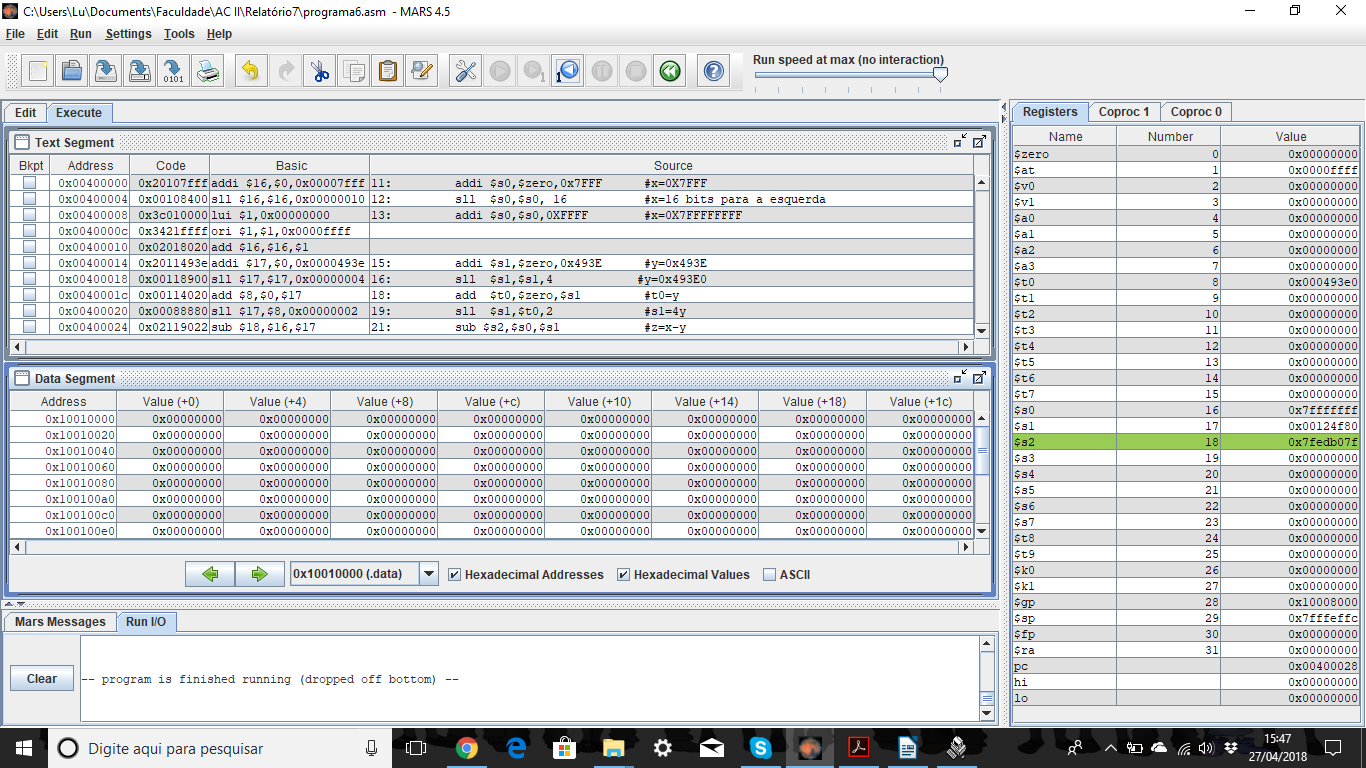 C:\Users\Lu\Documents\Faculdade\AC II\Relatório7\programa6.asm - MARS 4.5
File Edit Run Settings Tools Help
Run speed at max (no interaction)
Edit Execute
Text Segment
Bkpt Address Code Basic Source
0x00400000 0x20107fff addi $16,$0,0x00007fff 11: addi $s0,$zero,0x7FFF #x=0X7FFF
0x00400004 0x00108400 sll $16,$16,0x00000010 12: sll $s0,$s0, 16 #x=16 bits para a esquerda
0x00400008 0x3c010000 lui $1,0x00000000 13: addi $s0,$s0,0XFFFF #x=0X7FFFFFFF
0x0040000c 0x3421ffff ori $1,$1,0x0000ffff
0x00400010 0x02018020 add $16,$16,$1
0x00400014 0x2011493e addi $17,$0,0x0000493e 15: addi $s1,$zero,0x493E #y=0x493E
0x00400018 0x00118900 sll $17,$17,0x00000004 16: sll $s1,$s1,4 #y=0x493E0
0x0040001c 0x00114020 add $8,$0,$17 18: add $t0,$zero,$s1 #t0=y
0x00400020 0x00088880 sll $17,$8,0x00000002 19: sll $s1,$t0,2 #s1=4y
0x00400024 0x02119022 sub $18,$16,$17 21: sub $s2,$s0,$s1 #z=x-y
Data Segment
Address Value (+0) Value (+4) Value (+8) Value (+c) Value (+10) Value (+14) Value (+18) Value (+1c)
0x10010000 0x00000000 0x00000000 0x00000000 0x00000000 0x00000000 0x00000000 0x00000000 0x00000000
0x10010020 0x00000000 0x00000000 0x00000000 0x00000000 0x00000000 0x00000000 0x00000000 0x00000000
0x10010040 0x00000000 0x00000000 0x00000000 0x00000000 0x00000000 0x00000000 0x00000000 0x00000000
0x10010060 0x00000000 0x00000000 0x00000000 0x00000000 0x00000000 0x00000000 0x00000000 0x00000000
0x10010080 0x00000000 0x00000000 0x00000000 0x00000000 0x00000000 0x00000000 0x00000000 0x00000000
0x100100a0 0x00000000 0x00000000 0x00000000 0x00000000 0x00000000 0x00000000 0x00000000 0x00000000
0x100100c0 0x00000000 0x00000000 0x00000000 0x00000000 0x00000000 0x00000000 0x00000000 0x00000000
0x100100e0 0x00000000 0x00000000 0x00000000 0x00000000 0x00000000 0x00000000 0x00000000 0x00000000
0x10010000 (.data) Hexadecimal Addresses Hexadecimal Values ASCII
Mars Messages Run I/O
Clear
-- program is finished running (dropped off bottom) --
Registers Coproc 1 Coproc 0
Name Number Value
$zero 0 0x00000000
$at 1 0x0000ffff
$v0 2 0x00000000
$v1 3 0x00000000
$a0 4 0x00000000
$a1 5 0x00000000
$a2 6 0x00000000
$a3 7 0x00000000
$t0 8 0x000493e0
$t1 9 0x00000000
$t2 10 0x00000000
$t3 11 0x00000000
$t4 12 0x00000000
$t5 13 0x00000000
$t6 14 0x00000000
$t7 15 0x00000000
$s0 16 0x7fffffff
$s1 17 0x00124f80
$s2 18 0x7fedb07f
$s3 19 0x00000000
$s4 20 0x00000000
$s5 21 0x00000000
$s6 22 0x00000000
$s7 23 0x00000000
$t8 24 0x00000000
$t9 25 0x00000000
$k0 26 0x00000000
$k1 27 0x00000000
$gp 28 0x10008000
$sp 29 0x7fffeffc
$fp 30 0x00000000
$ra 31 0x00000000
pc 0x00400028
hi 0x00000000
lo 0x00000000
Digite aqui para pesquisar
15:47
27/04/2018